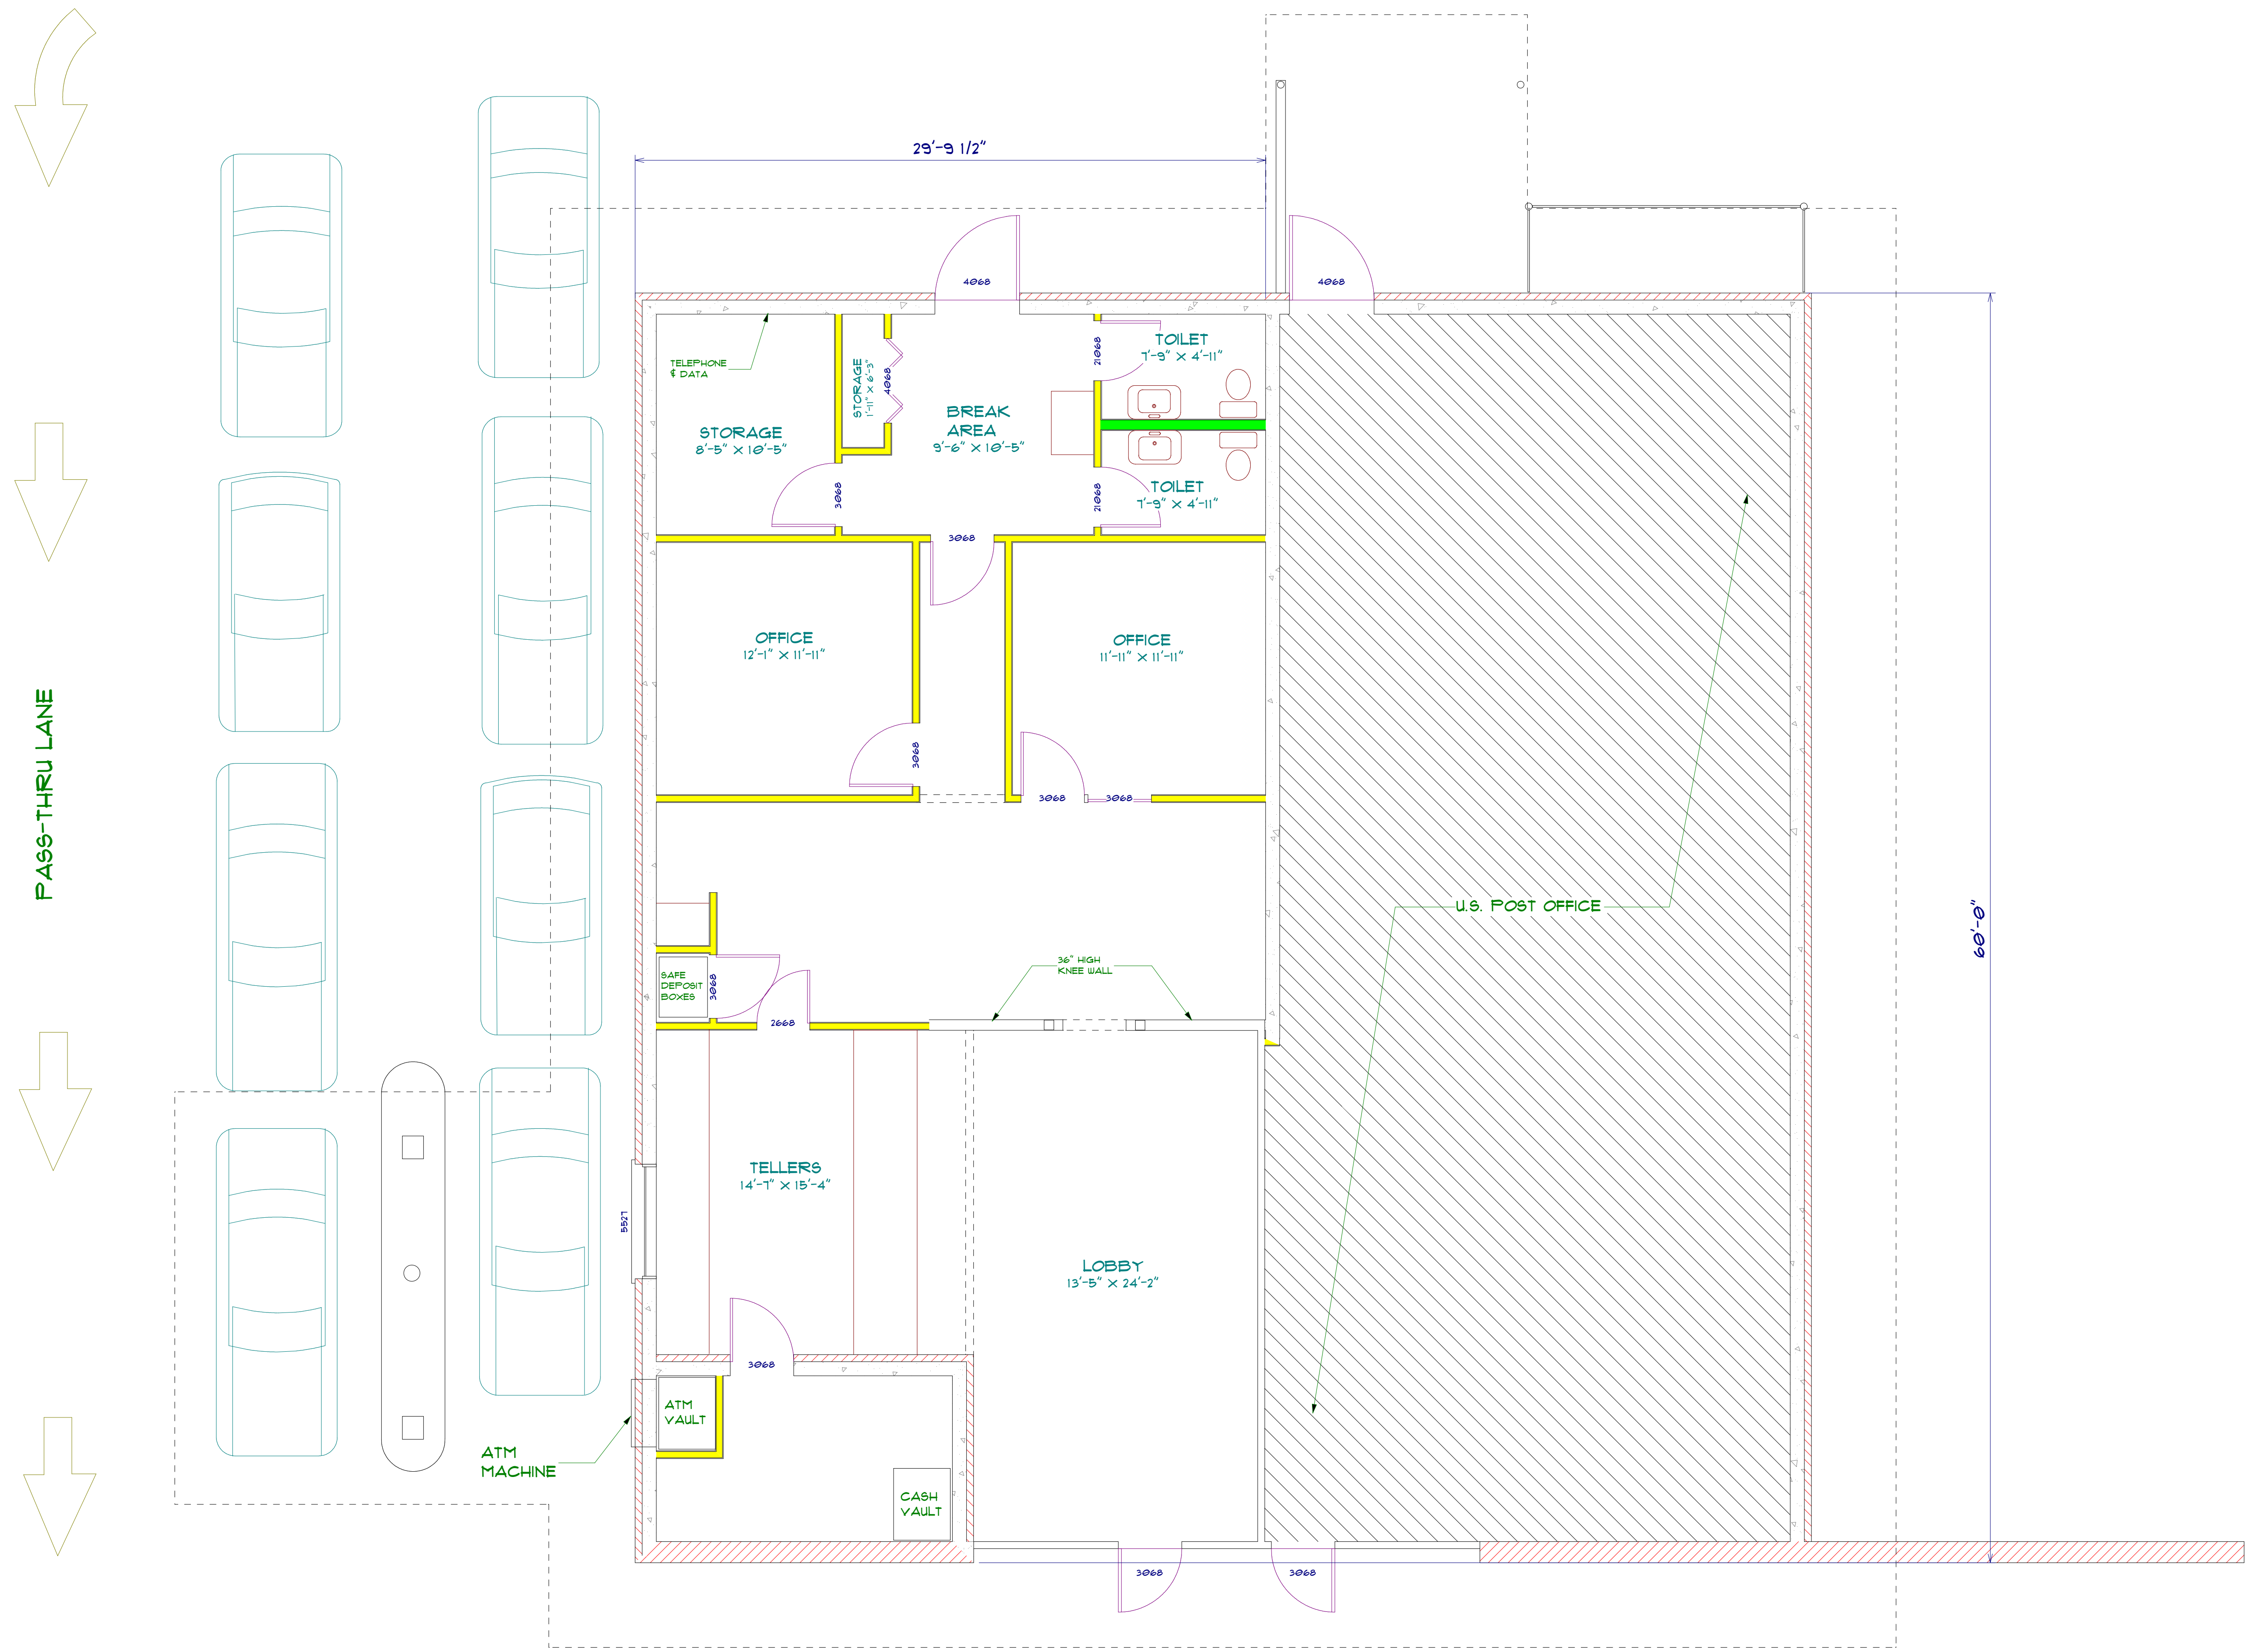 29'-9 1/2"
4068
4068
TELEPHONE
& DATA
STORAGE
1'-11" X 6'-3"
4068
21068
TOILET
7'-9" X 4'-11"
BREAK
AREA
9'-6" X 10'-5"
STORAGE
8'-5" X 10'-5"
3068
21068
TOILET
7'-9" X 4'-11"
3068
OFFICE
12'-1" X 11'-11"
OFFICE
11'-11" X 11'-11"
3068
3068
3068
PASS-THRU LANE
U.S. POST OFFICE
60'-0"
36" HIGH
KNEE WALL
SAFE
DEPOSIT
BOXES
3068
2668
TELLERS
14'-7" X 15'-4"
5527
LOBBY
13'-5" X 24'-2"
3068
ATM
VAULT
ATM
MACHINE
CASH
VAULT
3068
3068